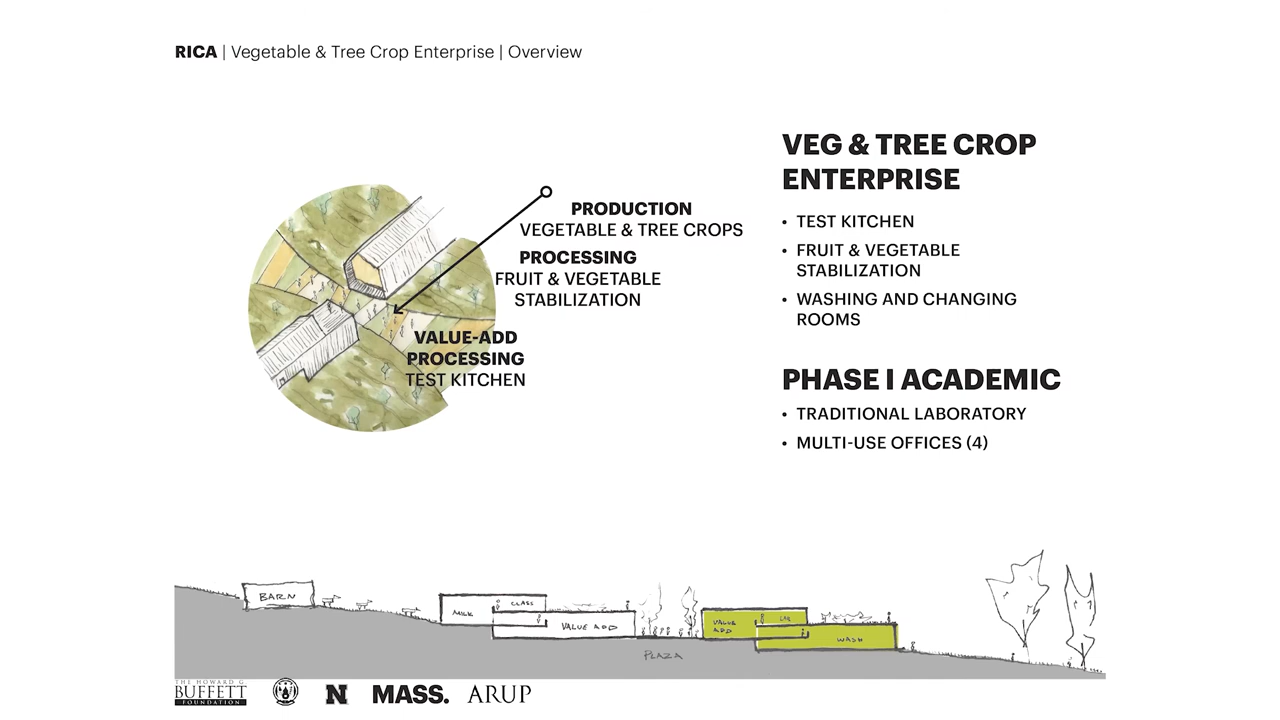 RICA | Vegetable & Tree Crop Enterprise | Overview
PRODUCTION
VEGETABLE & TREE CROPS
PROCESSING
FRUIT & VEGETABLE
STABILIZATION
VALUE-ADD
PROCESSING
TEST KITCHEN
VEG & TREE CROP
ENTERPRISE
• TEST KITCHEN
• FRUIT & VEGETABLE
STABILIZATION
• WASHING AND CHANGING
ROOMS
PHASE I ACADEMIC
• TRADITIONAL LABORATORY
• MULTI-USE OFFICES (4)
BARN
MILK
CLASS
VALUE ADD
PLAZA
VALUE
ADD
LAB
WASH
THE HOWARD G.
BUFFETT
FOUNDATION
N
MASS.
ARUP